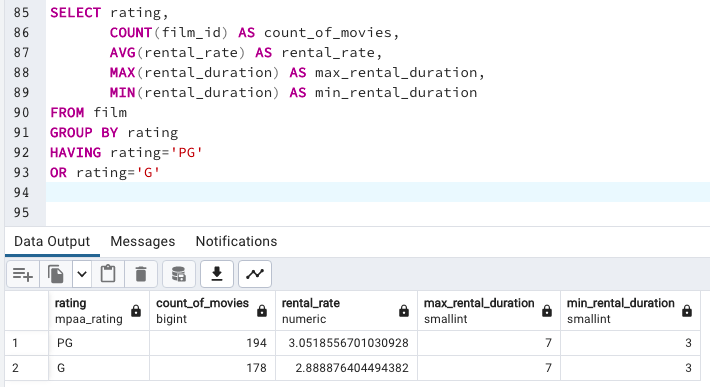 85 SELECT rating,
86 COUNT(film_id) AS count_of_movies,
87 AVG(rental_rate) AS rental_rate,
88 MAX(rental_duration) AS max_rental_duration,
89 MIN(rental_duration) AS min_rental_duration
90 FROM film
91 GROUP BY rating
92 HAVING rating='PG'
93 OR rating='G'
94
95
Data Output Messages Notifications
rating count_of_movies rental_rate max_rental_duration min_rental_duration
mpaa_rating bigint numeric smallint smallint
1 PG 194 3.0518556701030928 7 3
2 G 178 2.888876404494382 7 3